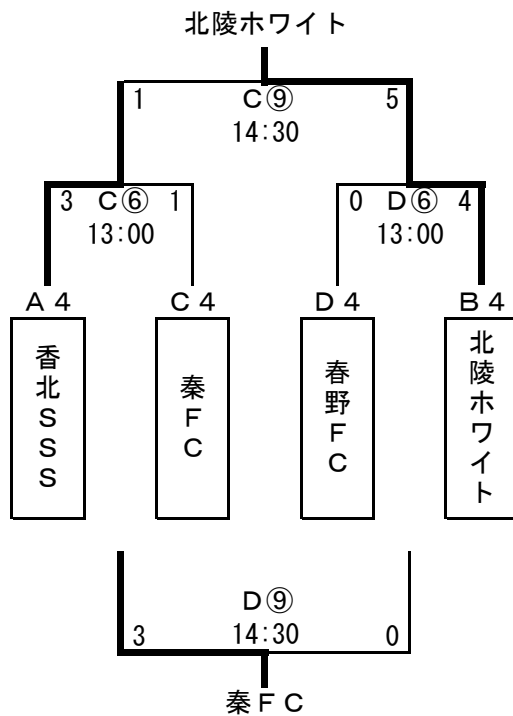 北陵ホワイト
1 C⑨ 5
14:30
3 C⑥ 1 0 D⑥ 4
13:00 13:00
A4 C4 D4 B4
香北SSS
秦FC
春野FC
北陵ホワイト
D⑨
3 14:30 0
秦FC